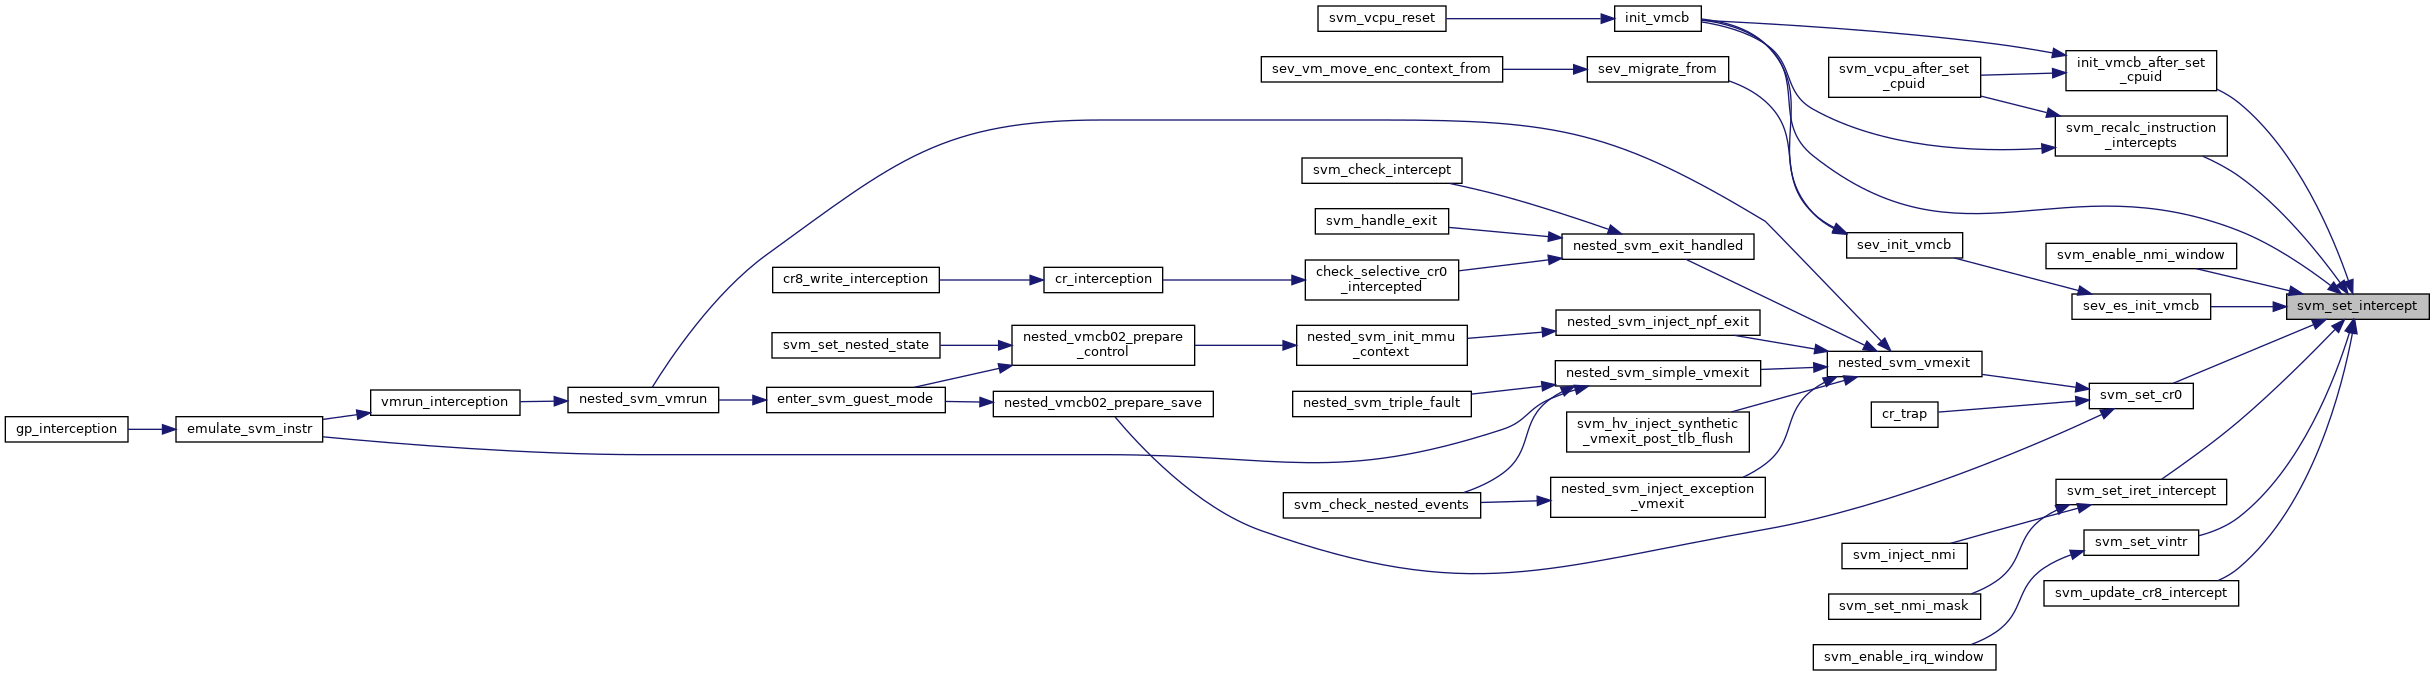 svm_vcpu_reset
init_vmcb
sev_vm_move_enc_context_from
sev_migrate_from
svm_vcpu_after_set
_cpuid
init_vmcb_after_set
_cpuid
svm_recalc_instruction
_intercepts
svm_check_intercept
svm_handle_exit
nested_svm_exit_handled
sev_init_vmcb
svm_enable_nmi_window
cr8_write_interception
cr_interception
check_selective_cr0
_intercepted
sev_es_init_vmcb
svm_set_intercept
svm_set_nested_state
nested_vmcb02_prepare
_control
nested_svm_init_mmu
_context
nested_svm_inject_npf_exit
nested_svm_simple_vmexit
nested_svm_vmexit
gp_interception
emulate_svm_instr
vmrun_interception
nested_svm_vmrun
enter_svm_guest_mode
nested_vmcb02_prepare_save
nested_svm_triple_fault
svm_hv_inject_synthetic
_vmexit_post_tlb_flush
cr_trap
svm_set_cr0
svm_check_nested_events
nested_svm_inject_exception
_vmexit
svm_set_iret_intercept
svm_inject_nmi
svm_set_vintr
svm_set_nmi_mask
svm_update_cr8_intercept
svm_enable_irq_window